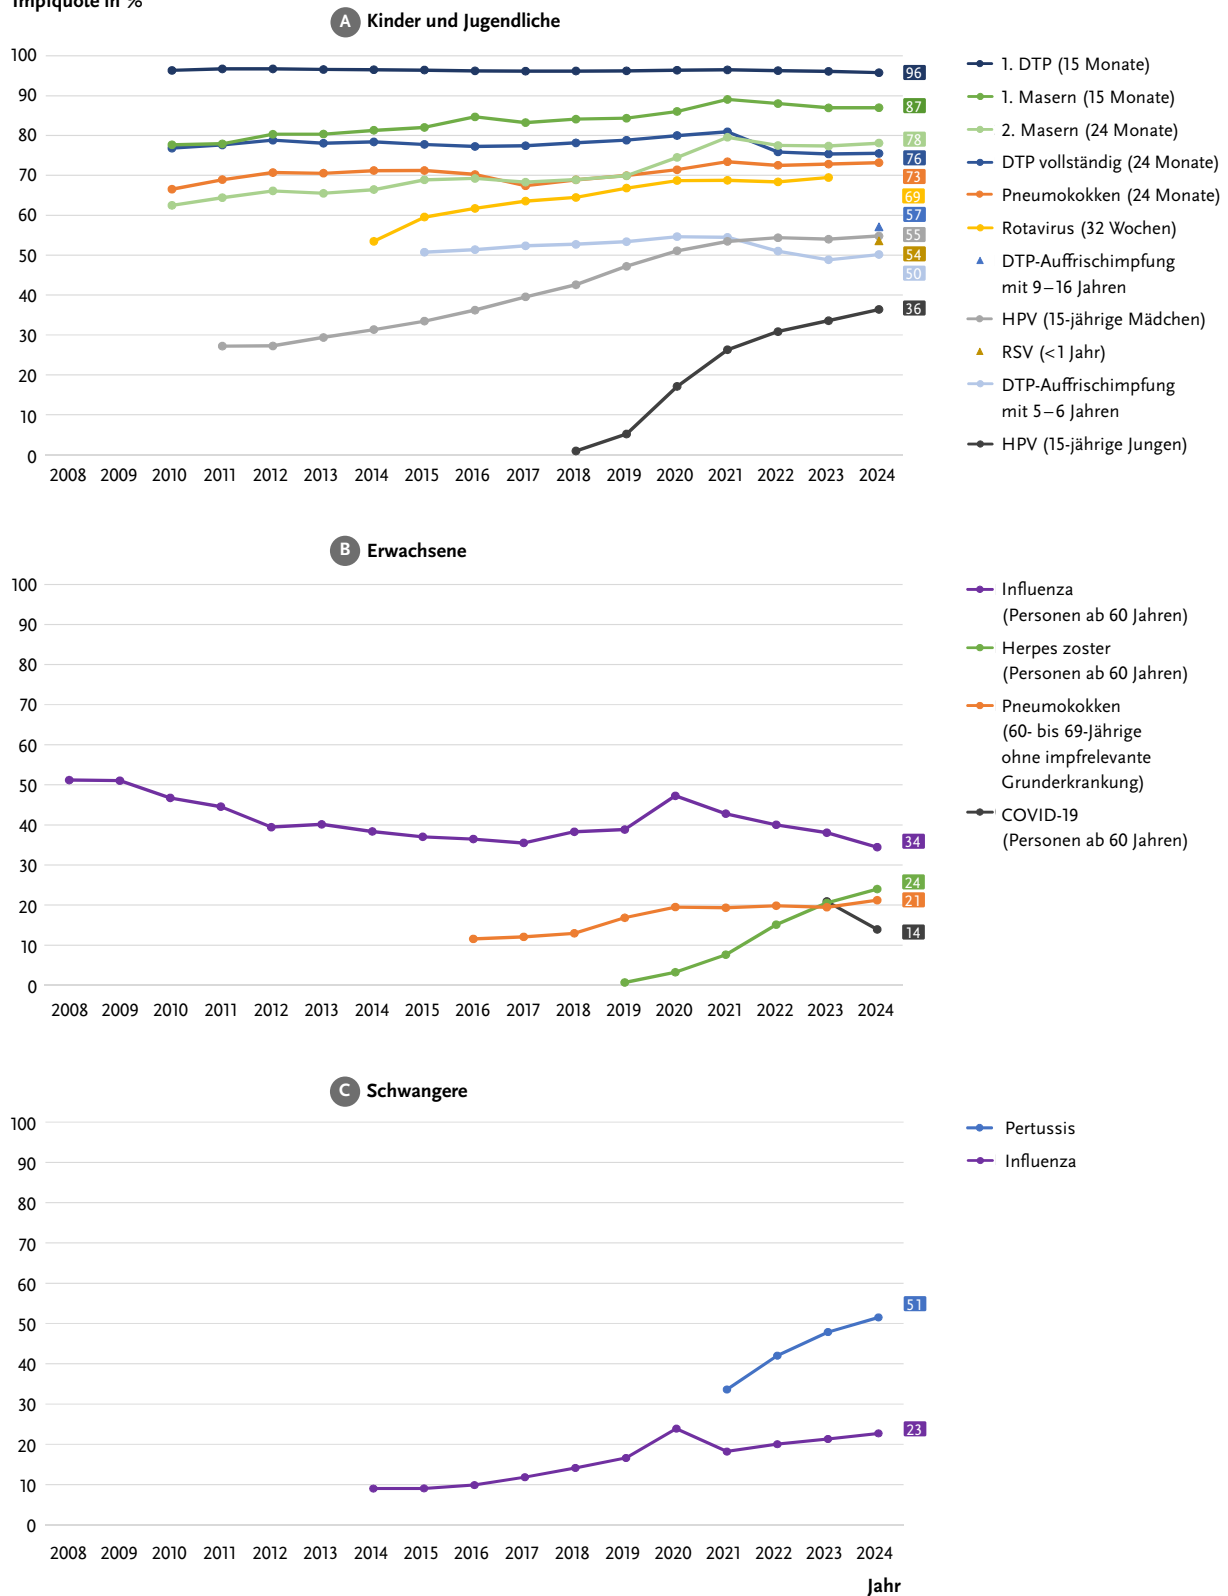 Impfquote in %
A Kinder und Jugendliche
100
90
80
70
60
50
40
30
20
10
0
2008 2009 2010 2011 2012 2013 2014 2015 2016 2017 2018 2019 2020 2021 2022 2023 2024
96
87
78
76
73
69
57
55
54
50
36
1. DTP (15 Monate)
1. Masern (15 Monate)
2. Masern (24 Monate)
DTP vollständig (24 Monate)
Pneumokokken (24 Monate)
Rotavirus (32 Wochen)
DTP-Auffrischimpfung
mit 9–16 Jahren
HPV (15-jährige Mädchen)
RSV (<1 Jahr)
DTP-Auffrischimpfung
mit 5–6 Jahren
HPV (15-jährige Jungen)
B Erwachsene
100
90
80
70
60
50
40
30
20
10
0
2008 2009 2010 2011 2012 2013 2014 2015 2016 2017 2018 2019 2020 2021 2022 2023 2024
34
24
21
14
Influenza
(Personen ab 60 Jahren)
Herpes zoster
(Personen ab 60 Jahren)
Pneumokokken
(60- bis 69-Jährige
ohne impfrelevante
Grunderkrankung)
COVID-19
(Personen ab 60 Jahren)
C Schwangere
100
90
80
70
60
50
40
30
20
10
0
2008 2009 2010 2011 2012 2013 2014 2015 2016 2017 2018 2019 2020 2021 2022 2023 2024
51
23
Pertussis
Influenza
Jahr